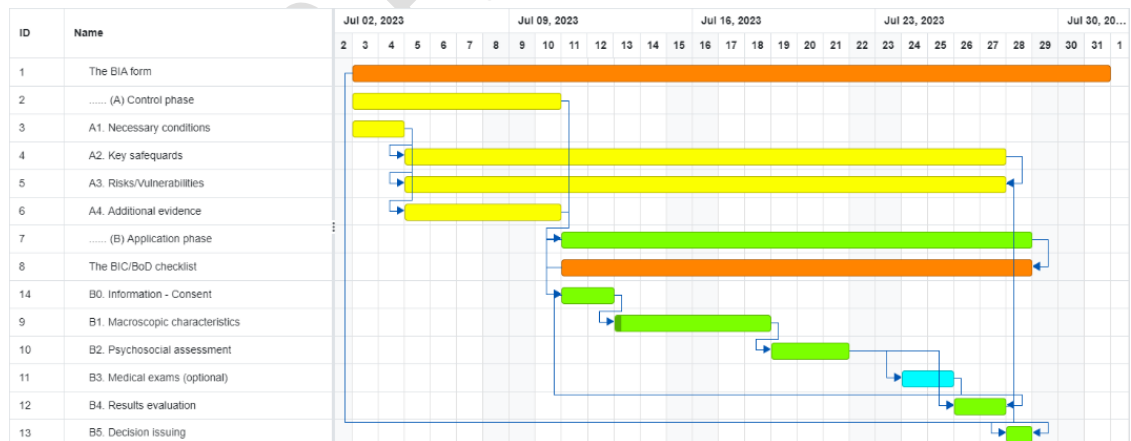 ID Name Jul 02, 2023 Jul 09, 2023 Jul 16, 2023 Jul 23, 2023 Jul 30, 20...
2 3 4 5 6 7 8 9 10 11 12 13 14 15 16 17 18 19 20 21 22 23 24 25 26 27 28 29 30 31 1
1 The BIA form
2 ...... (A) Control phase
3 A1. Necessary conditions
4 A2. Key safequards
5 A3. Risks/Vulnerabilities
6 A4. Additional evidence
7 ...... (B) Application phase
8 The BIC/BoD checklist
14 B0. Information - Consent
9 B1. Macroscopic characteristics
10 B2. Psychosocial assessment
11 B3. Medical exams (optional)
12 B4. Results evaluation
13 B5. Decision issuing